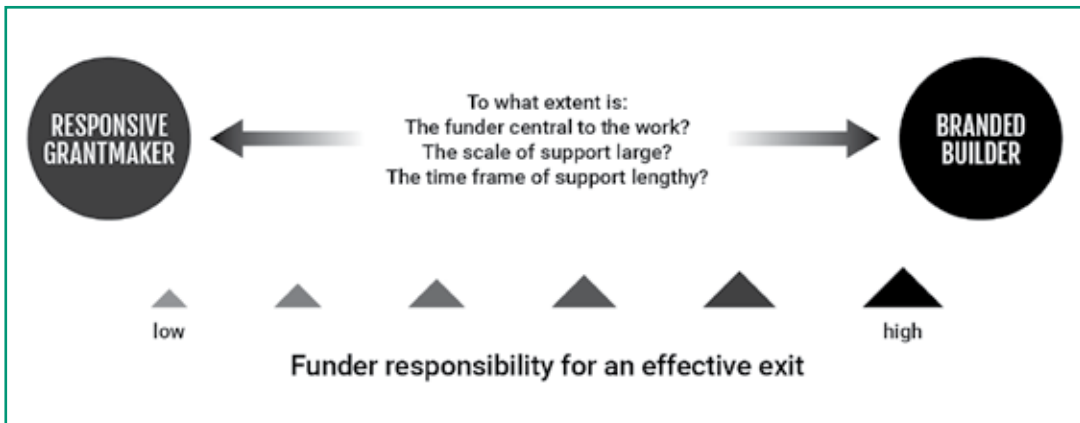 RESPONSIVE
GRANTMAKER
To what extent is:
The funder central to the work?
The scale of support large?
The time frame of support lengthy?
BRANDED
BUILDER
low
high
Funder responsibility for an effective exit